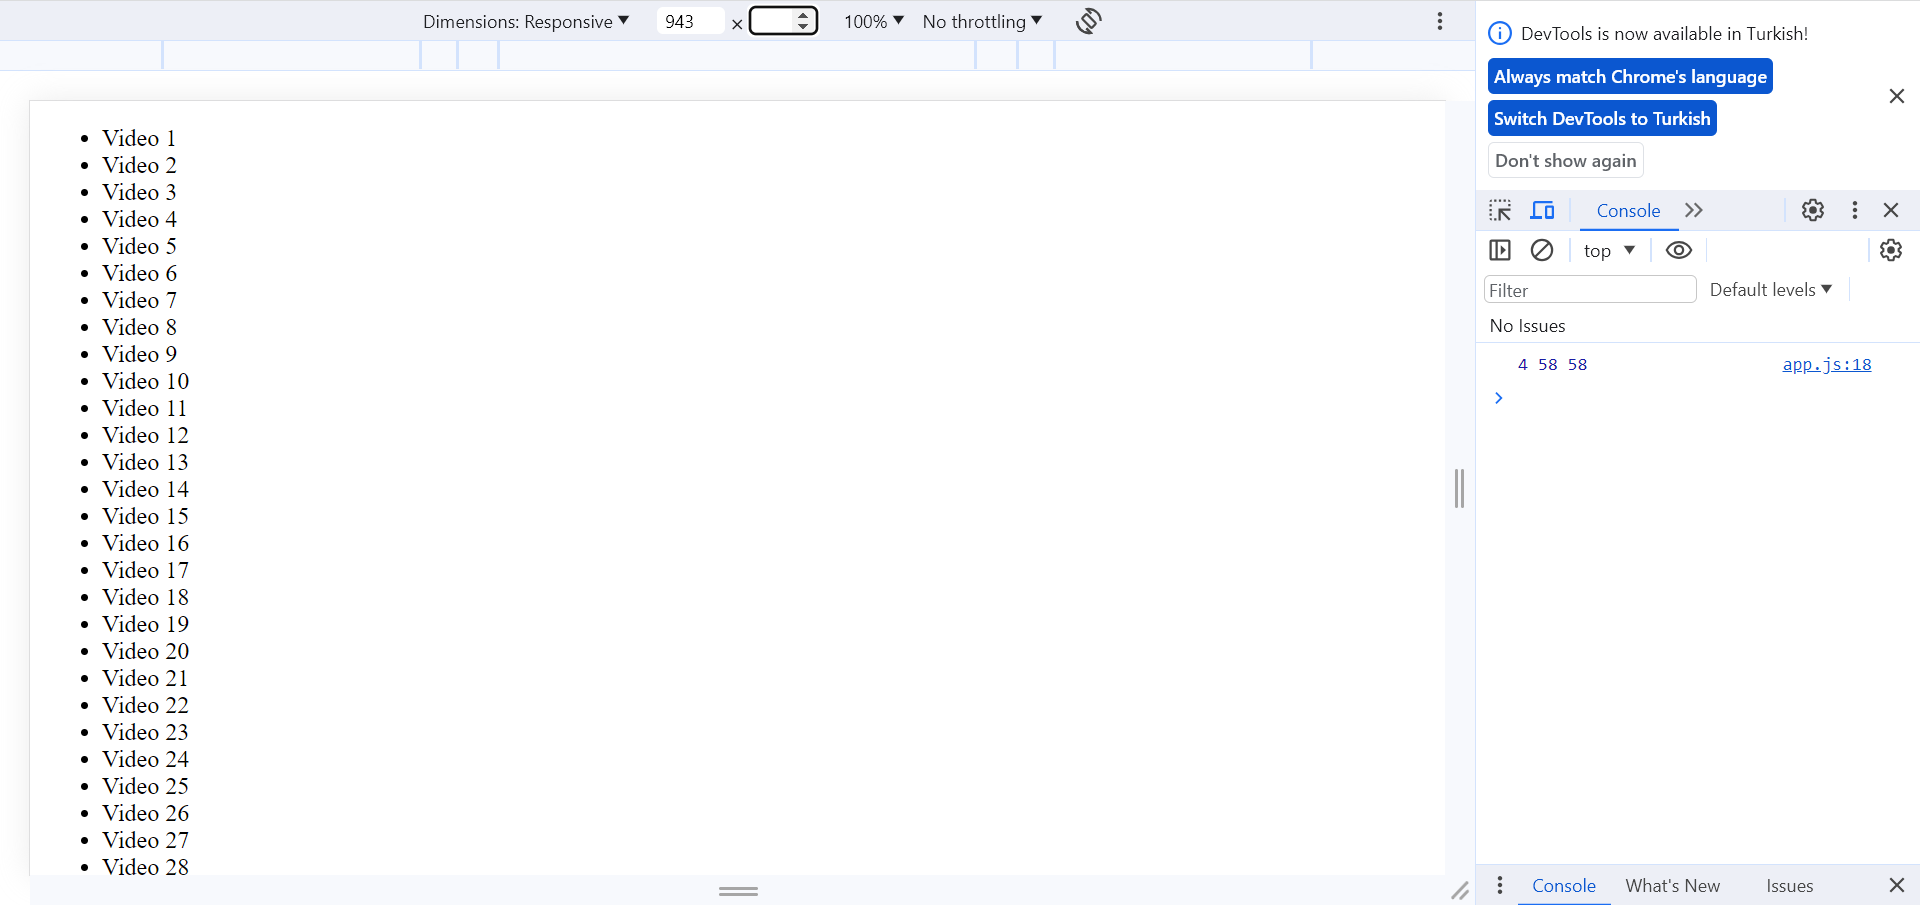 Dimensions: Responsive 943 × 100% No throttling
Video 1
Video 2
Video 3
Video 4
Video 5
Video 6
Video 7
Video 8
Video 9
Video 10
Video 11
Video 12
Video 13
Video 14
Video 15
Video 16
Video 17
Video 18
Video 19
Video 20
Video 21
Video 22
Video 23
Video 24
Video 25
Video 26
Video 27
Video 28
DevTools is now available in Turkish!
Always match Chrome's language
Switch DevTools to Turkish
Don't show again
Console
top
Filter Default levels
No Issues
4 58 58 app.js:18
Console What's New Issues